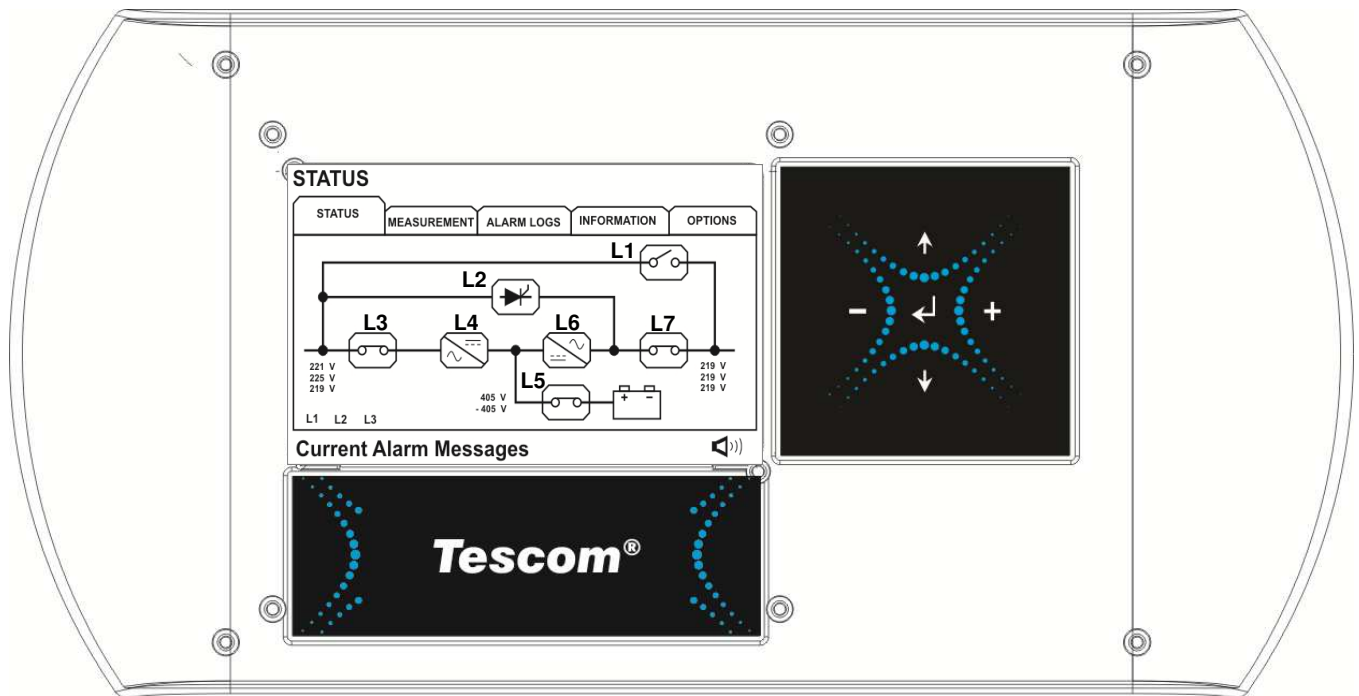 STATUS
STATUS MEASUREMENT ALARM LOGS INFORMATION OPTIONS
L1
L2
L3 L4 L6 L7
221 V
225 V
219 V
219 V
219 V
219 V
L5
405 V
- 405 V
+ −
L1 L2 L3
Current Alarm Messages
− +
Tescom®